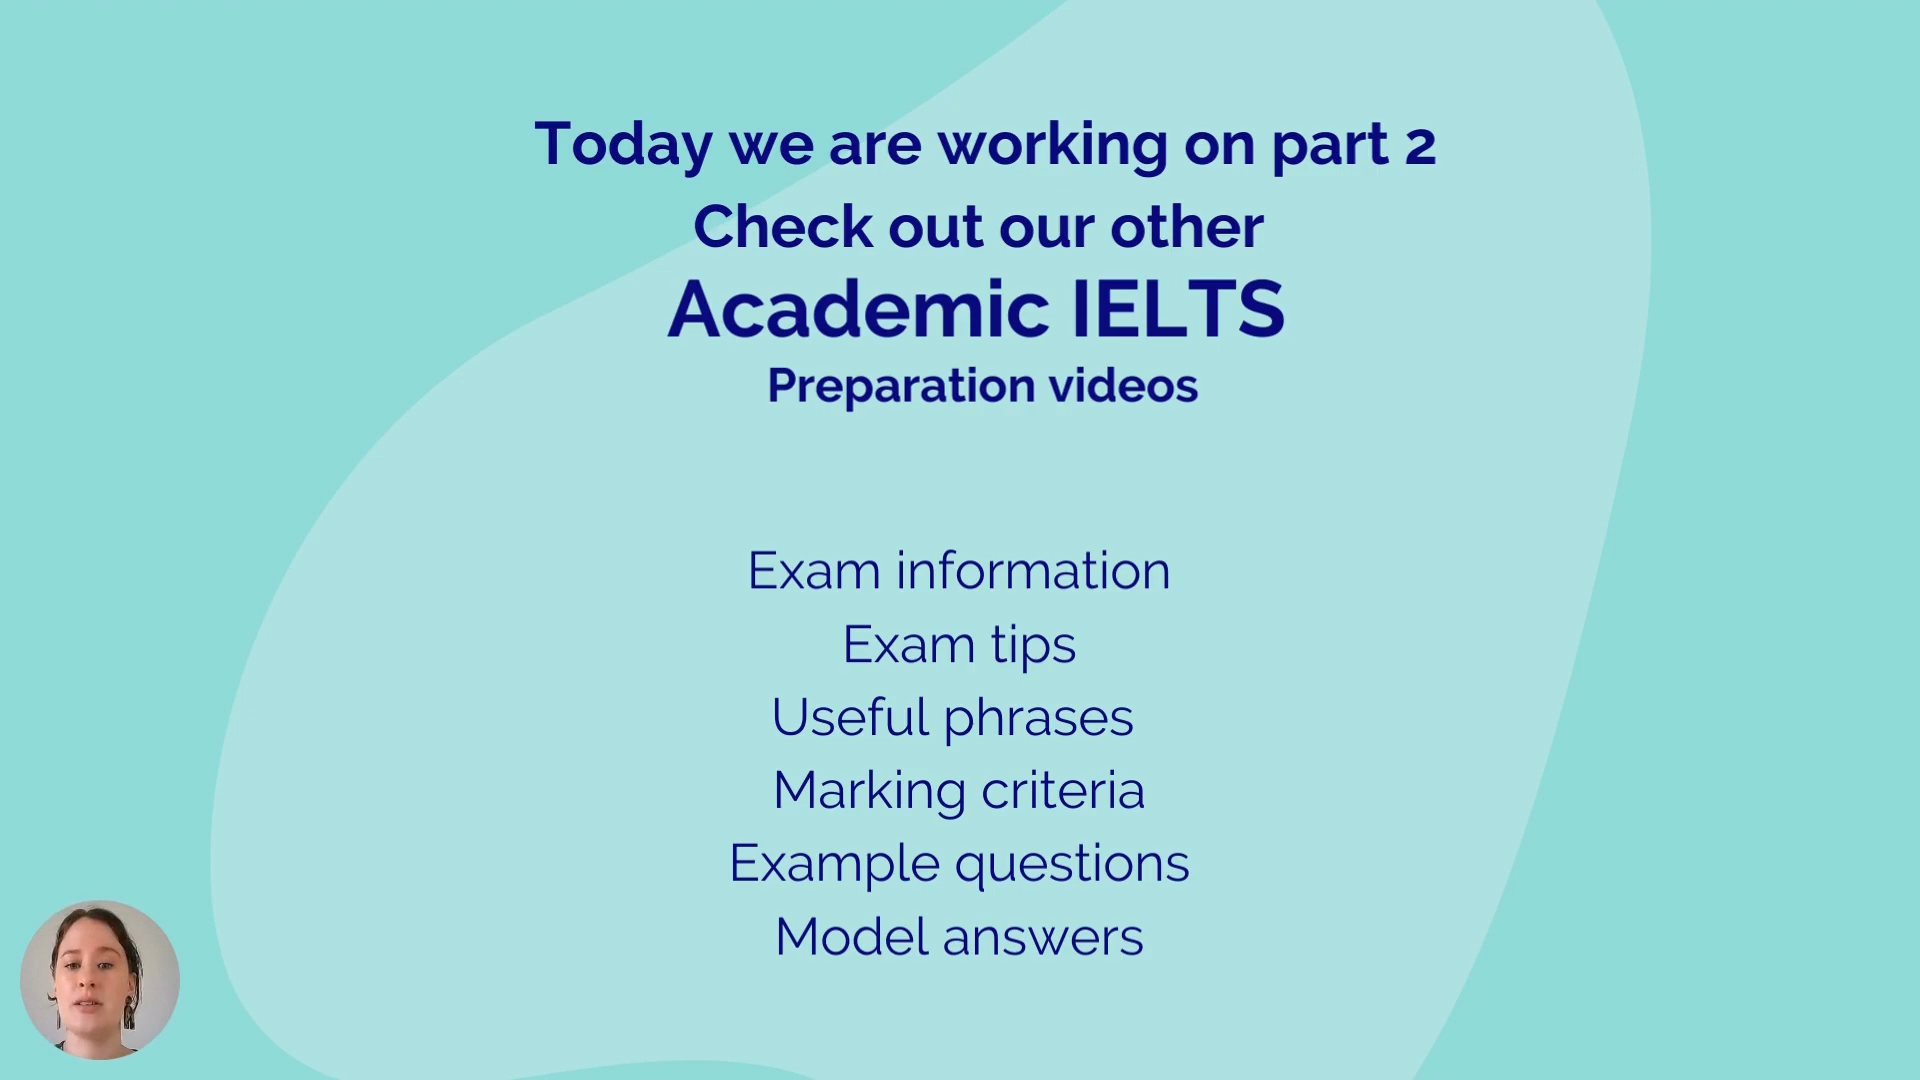 Today we are working on part 2
Check out our other
Academic IELTS
Preparation videos
Exam information
Exam tips
Useful phrases
Marking criteria
Example questions
Model answers